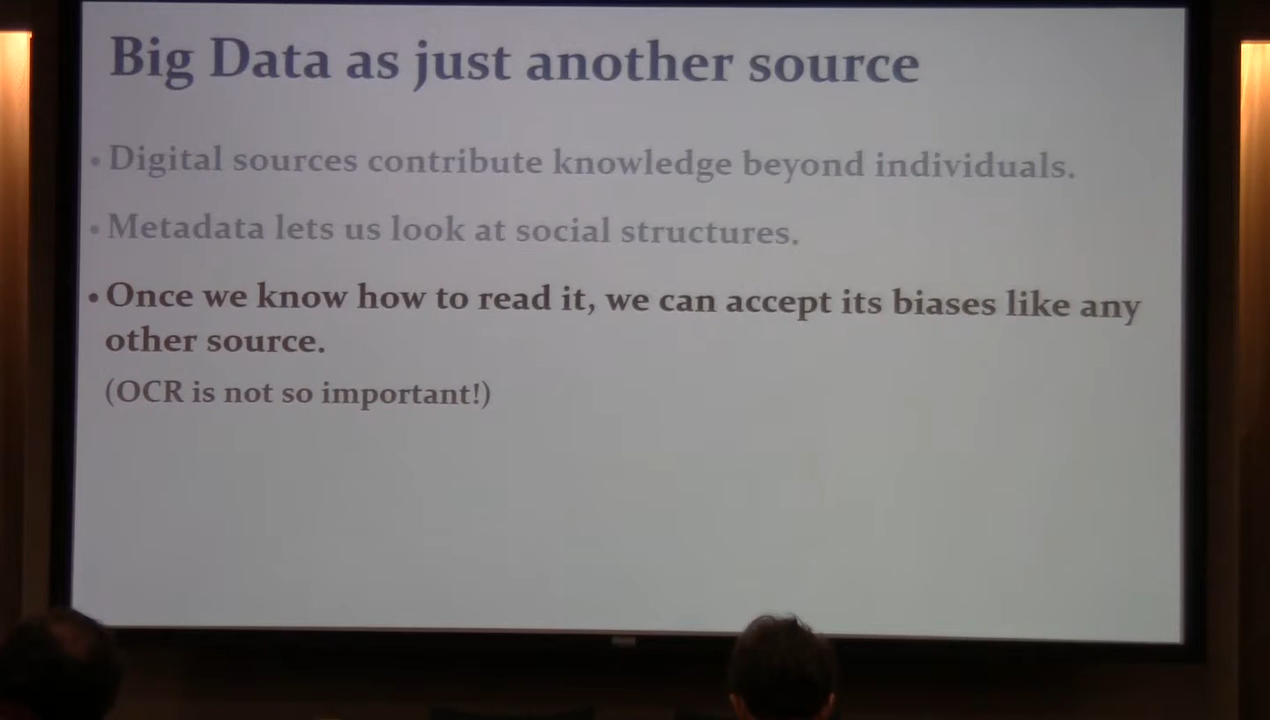 Big Data as just another source
• Digital sources contribute knowledge beyond individuals.
• Metadata lets us look at social structures.
• Once we know how to read it, we can accept its biases like any
other source.
(OCR is not so important!)